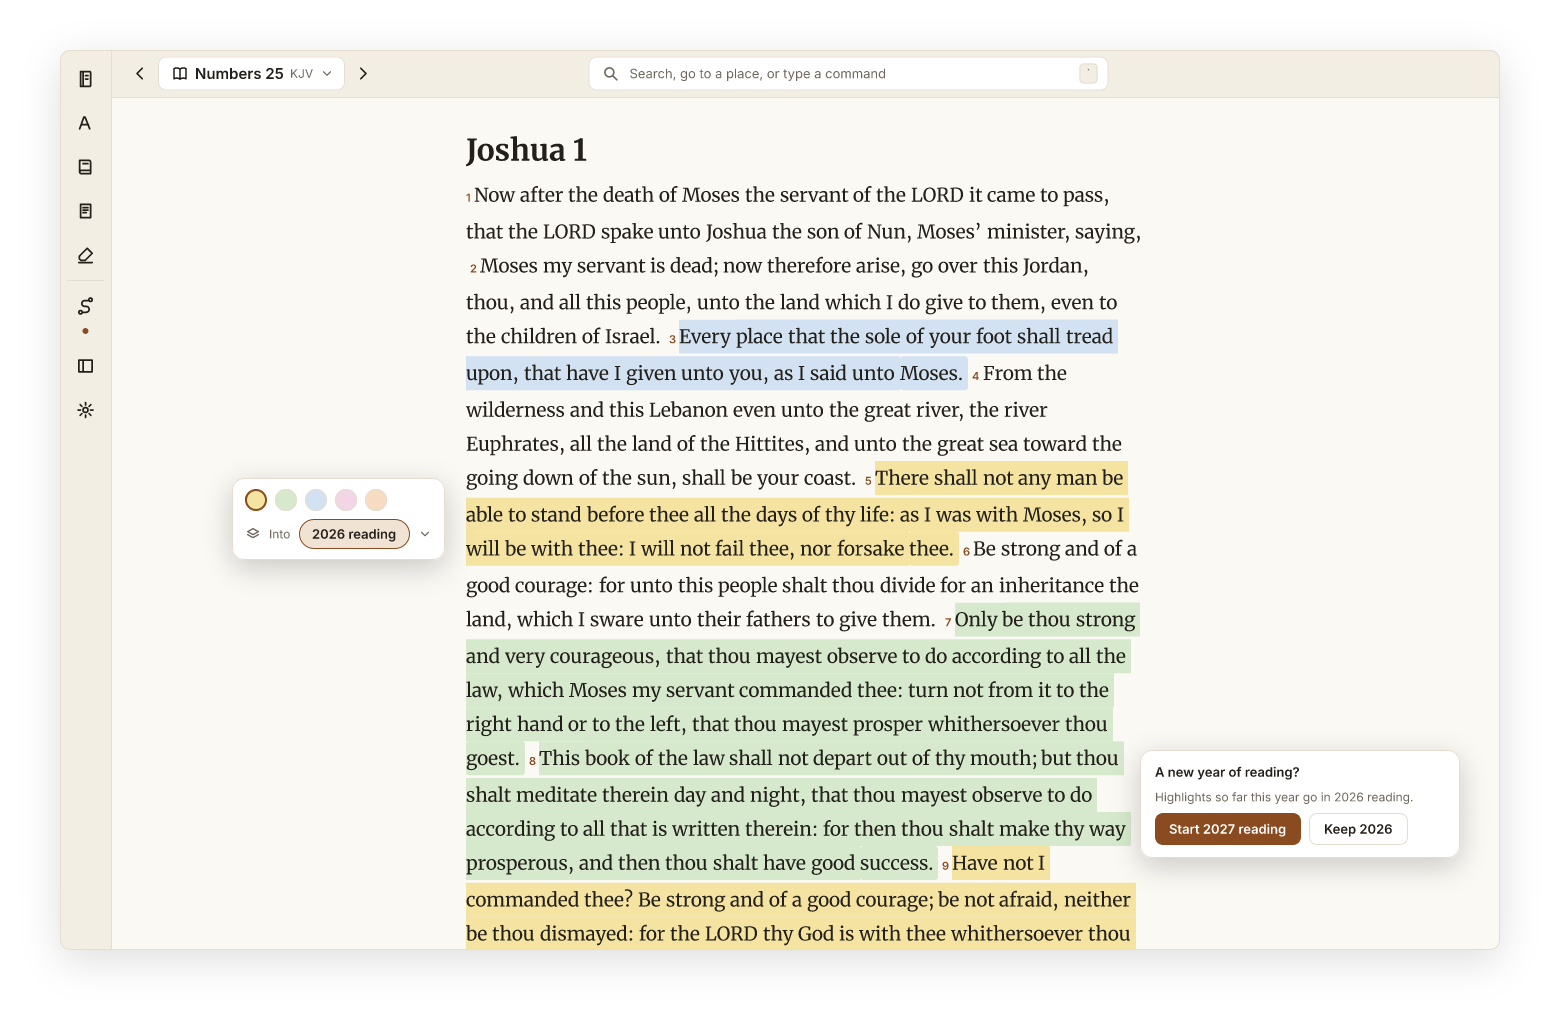 Numbers 25 KJV
Search, go to a place, or type a command
Joshua 1
1 Now after the death of Moses the servant of the LORD it came to pass,
that the LORD spake unto Joshua the son of Nun, Moses’ minister, saying,
2 Moses my servant is dead; now therefore arise, go over this Jordan,
thou, and all this people, unto the land which I do give to them, even to
the children of Israel. 3 Every place that the sole of your foot shall tread
upon, that have I given unto you, as I said unto Moses. 4 From the
wilderness and this Lebanon even unto the great river, the river
Euphrates, all the land of the Hittites, and unto the great sea toward the
going down of the sun, shall be your coast. 5 There shall not any man be
able to stand before thee all the days of thy life: as I was with Moses, so I
will be with thee: I will not fail thee, nor forsake thee. 6 Be strong and of a
good courage: for unto this people shalt thou divide for an inheritance the
land, which I sware unto their fathers to give them. 7 Only be thou strong
and very courageous, that thou mayest observe to do according to all the
law, which Moses my servant commanded thee: turn not from it to the
right hand or to the left, that thou mayest prosper whithersoever thou
goest. 8 This book of the law shall not depart out of thy mouth; but thou
shalt meditate therein day and night, that thou mayest observe to do
according to all that is written therein: for then thou shalt make thy way
prosperous, and then thou shalt have good success. 9 Have not I
commanded thee? Be strong and of a good courage; be not afraid, neither
be thou dismayed: for the LORD thy God is with thee whithersoever thou
Into 2026 reading
A new year of reading?
Highlights so far this year go in 2026 reading.
Start 2027 reading Keep 2026